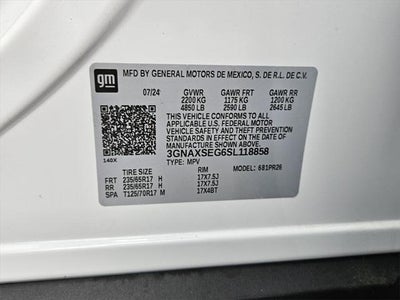 gm
MFD BY GENERAL MOTORS DE MEXICO, S. DE R.L. DE C.V.
07/24 GVWR GAWR FRT GAWR RR
2200 KG 1175 KG 1200 KG
4850 LB 2590 LB 2645 LB
THIS VEHICLE CONFORMS TO ALL
APPLICABLE U.S. FEDERAL MOTOR
VEHICLE SAFETY, BUMPER, AND THEFT
PREVENTION STANDARDS IN EFFECT ON
THE DATE OF MANUFACTURE SHOWN ABOVE.
3GNAXSEG6SL118858
140X TYPE: MPV MODEL: 681PR26
TIRE SIZE RIM
FRT 235/65R17 H 17X7.5J
RR 235/65R17 H 17X7.5J
SPA T125/70R17 M 17X4BT